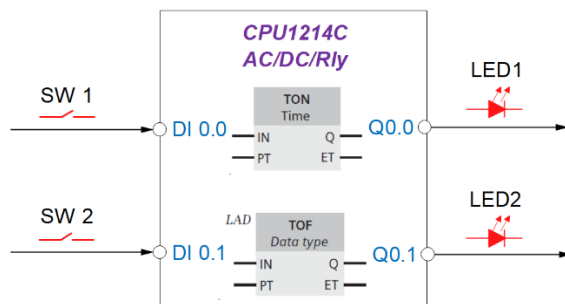 CPU1214C
AC/DC/Rly
SW 1
LED1
DI 0.0
TON
Time
IN
Q
PT
ET
Q0.0
SW 2
LED2
DI 0.1
LAD
TOF
Data type
IN
Q
PT
ET
Q0.1